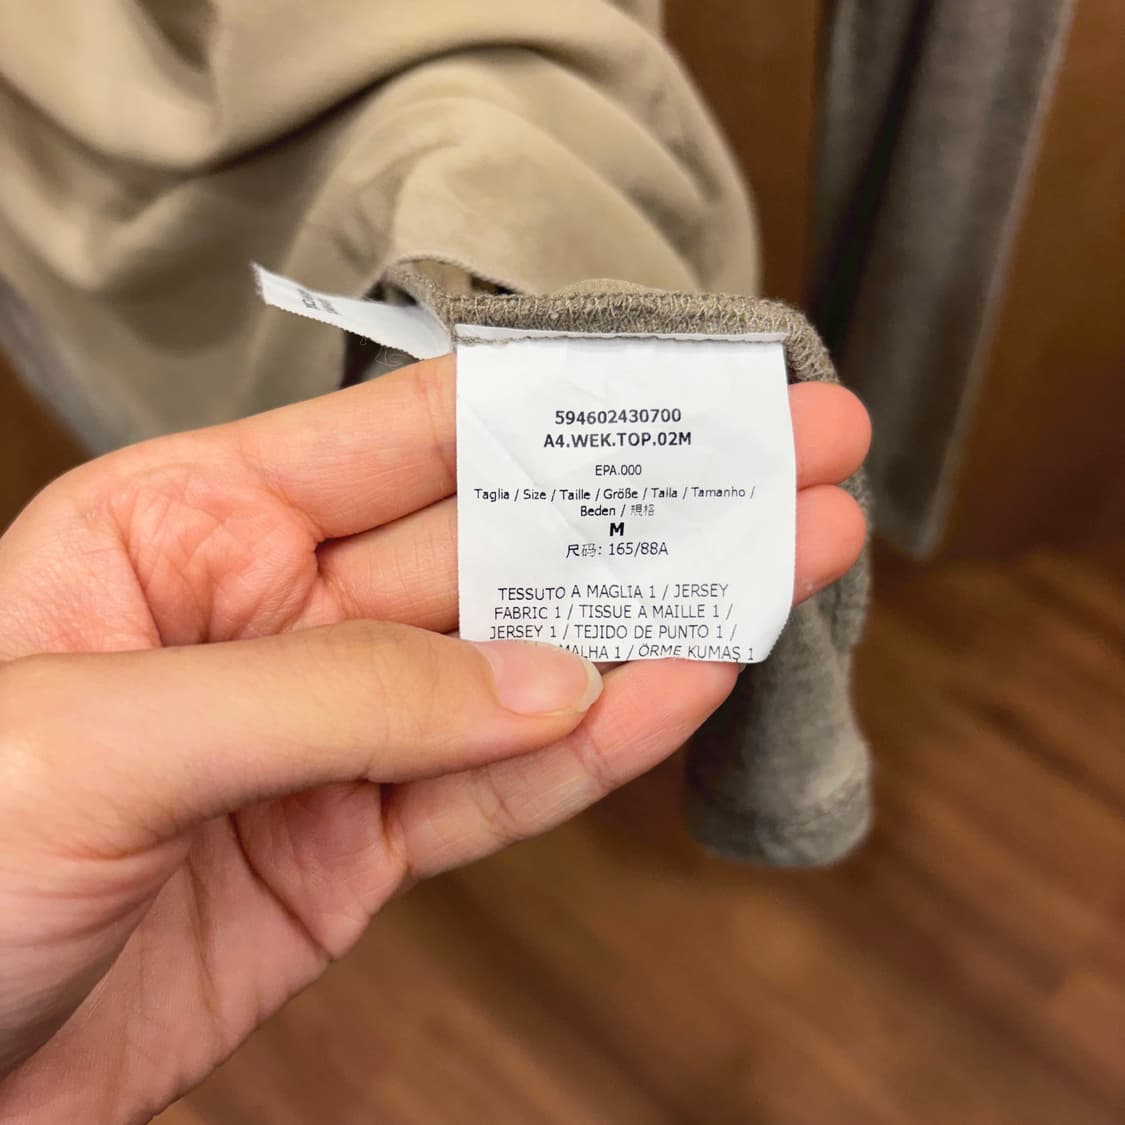 594602430700
A4.WEK.TOP.02M
EPA.000
Taglia / Size / Taille / Größe / Talla / Tamanho /
Beden / 規格
M
尺码: 165/88A
TESSUTO A MAGLIA 1 / JERSEY
FABRIC 1 / TISSUE A MAILLE 1 /
JERSEY 1 / TEJIDO DE PUNTO 1 /
MALHA 1 / ÖRME KUMAŞ 1